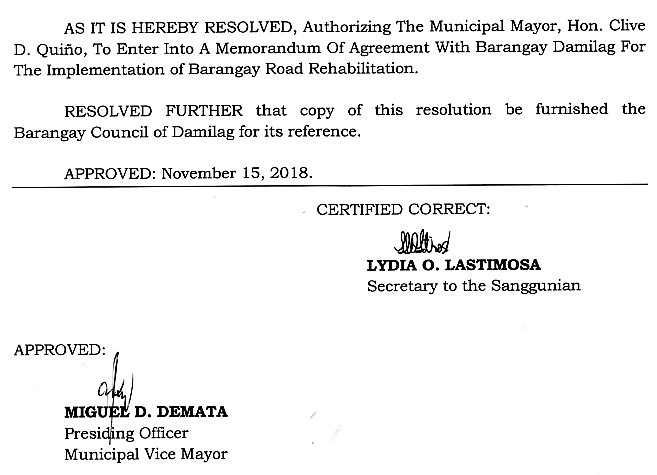 AS IT IS HEREBY RESOLVED, Authorizing The Municipal Mayor, Hon. Clive
D. Quiño, To Enter Into A Memorandum Of Agreement With Barangay Damilag For
The Implementation of Barangay Road Rehabilitation.
RESOLVED FURTHER that copy of this resolution be furnished the
Barangay Council of Damilag for its reference.
APPROVED: November 15, 2018.
CERTIFIED CORRECT:
LYDIA O. LASTIMOSA
Secretary to the Sanggunian
APPROVED:
MIGUEL D. DEMATA
Presiding Officer
Municipal Vice Mayor